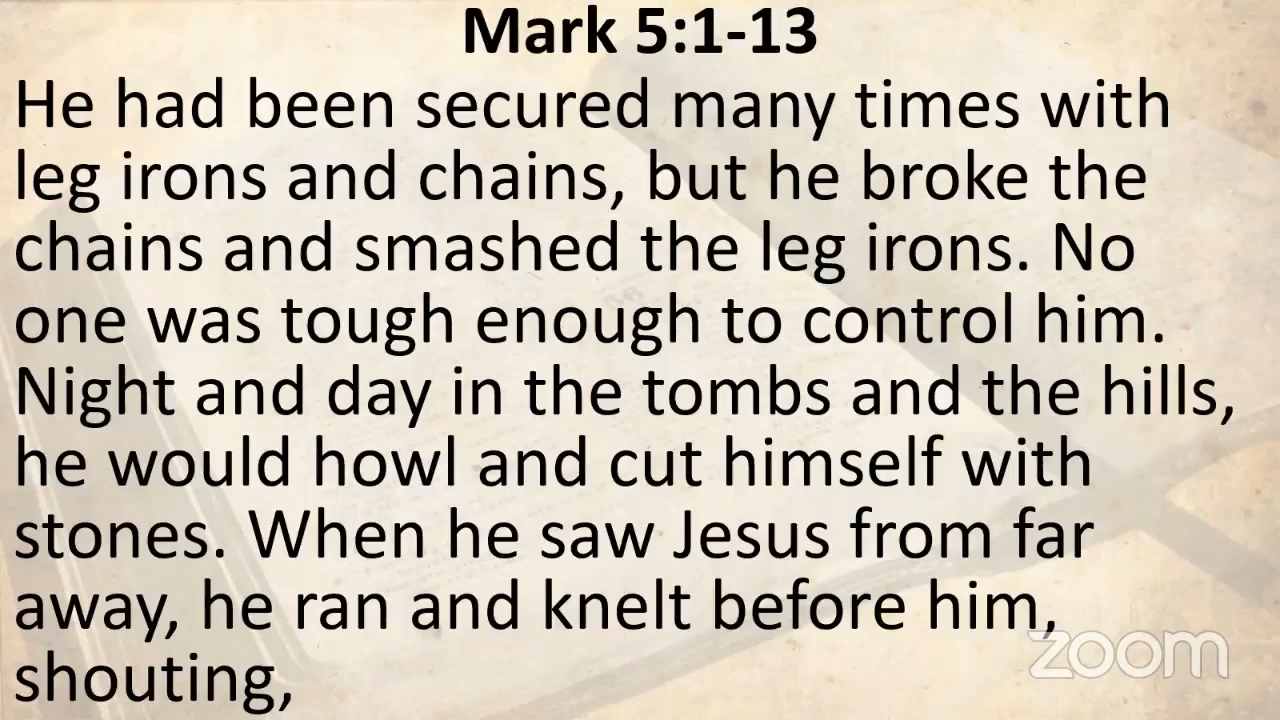 Mark 5:1-13
He had been secured many times with
leg irons and chains, but he broke the
chains and smashed the leg irons. No
one was tough enough to control him.
Night and day in the tombs and the hills,
he would howl and cut himself with
stones. When he saw Jesus from far
away, he ran and knelt before him,
shouting,
zoom